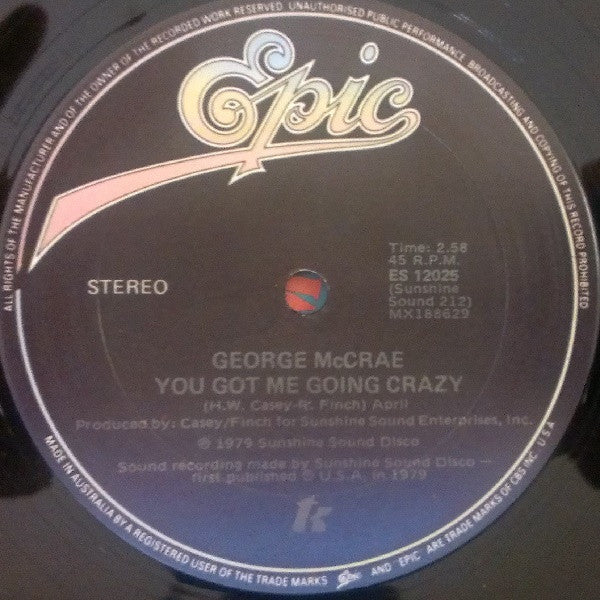 ALL RIGHTS OF THE MANUFACTURER AND OF THE OWNER OF THE RECORDED WORK RESERVED. UNAUTHORISED PUBLIC PERFORMANCE, BROADCASTING AND COPYING OF THIS RECORD PROHIBITED
Epic
Time: 2.58
45 R.P.M.
ES 12025
(Sunshine
Sound 212)
MX188629
STEREO
GEORGE McCRAE
YOU GOT ME GOING CRAZY
(H.W. Casey-R. Finch) April
Produced by: Casey/Finch for Sunshine Sound Enterprises, Inc.
℗ 1979 Sunshine Sound Disco
Sound recording made by Sunshine Sound Disco —
first published ℗ U.S.A. in 1979
tk
MADE IN AUSTRALIA BY A REGISTERED USER OF THE TRADE MARKS Epic AND EPIC ARE TRADE MARKS OF CBS INC. U.S.A.